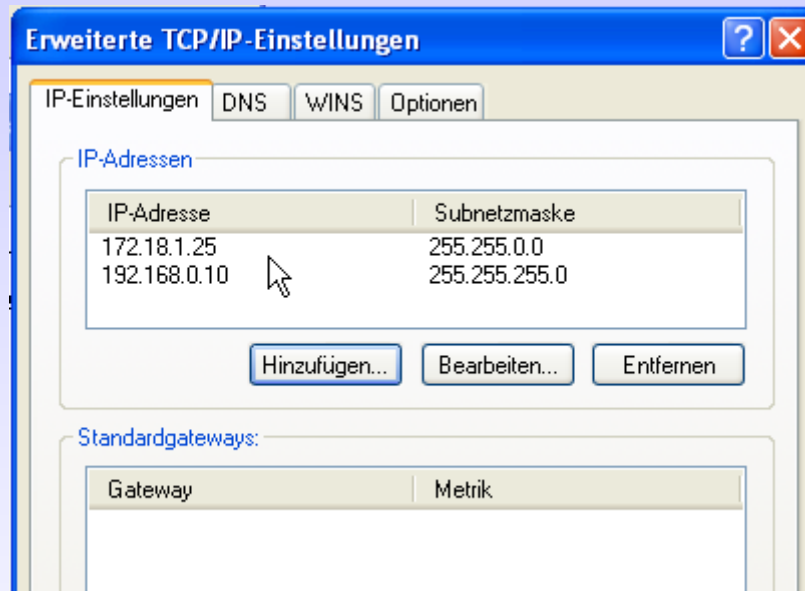 Erweiterte TCP/IP-Einstellungen
IP-Einstellungen DNS WINS Optionen
IP-Adressen
IP-Adresse Subnetzmaske
172.18.1.25 255.255.0.0
192.168.0.10 255.255.255.0
Hinzufügen... Bearbeiten... Entfernen
Standardgateways:
Gateway Metrik